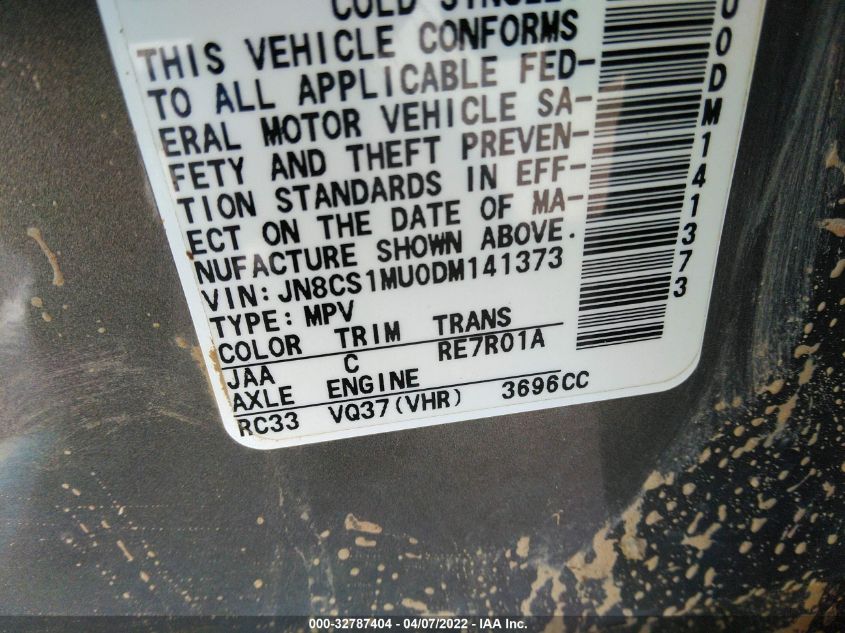 COLD
THIS VEHICLE CONFORMS
TO ALL APPLICABLE FED-
ERAL MOTOR VEHICLE SA-
FETY AND THEFT PREVEN-
TION STANDARDS IN EFF-
ECT ON THE DATE OF MA-
NUFACTURE SHOWN ABOVE.
VIN: JN8CS1MU0DM141373
TYPE: MPV
COLOR TRIM TRANS
JAA C RE7R01A
AXLE ENGINE
RC33 VQ37(VHR) 3696CC
U0DM141373
000-32787404 — 04/07/2022 — IAA Inc.